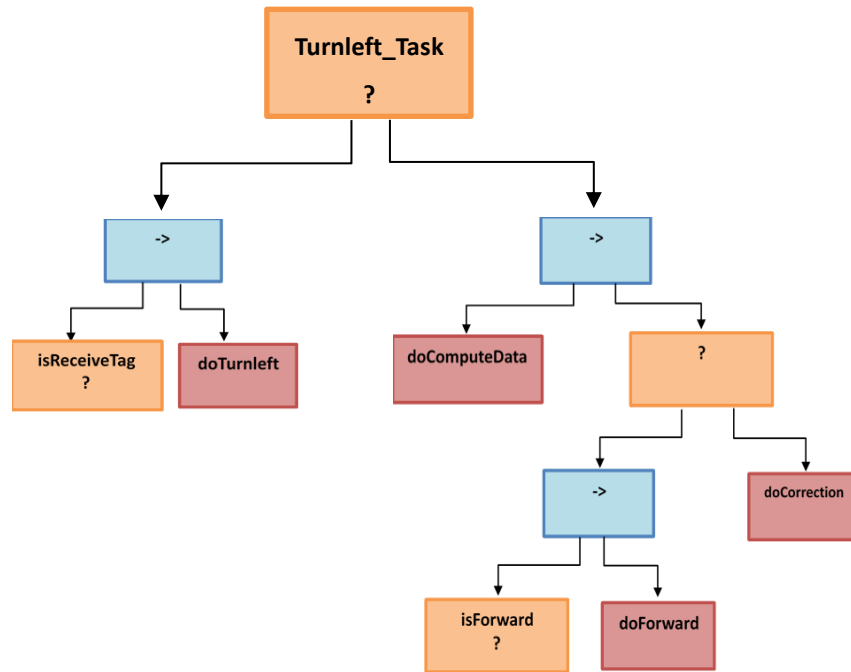 Turnleft_Task
?
->
->
isReceiveTag
?
doTurnleft
doComputeData
?
->
doCorrection
isForward
?
doForward